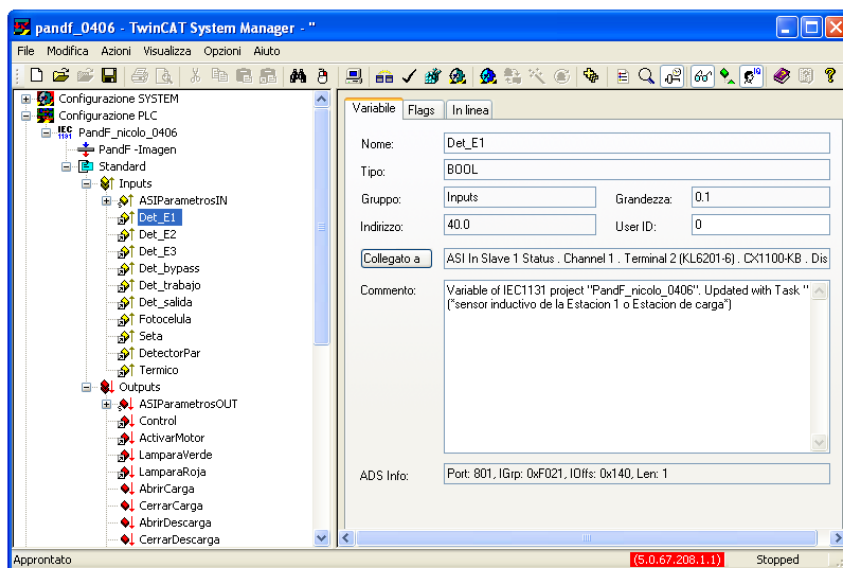 pandf_0406 - TwinCAT System Manager - "
File Modifica Azioni Visualizza Opzioni Aiuto
Configurazione SYSTEM
Configurazione PLC
IEC 1131 PandF_nicolo_0406
PandF -Imagen
Standard
Inputs
ASIParametrosIN
Det_E1
Det_E2
Det_E3
Det_bypass
Det_trabajo
Det_salida
Fotocelula
Seta
DetectorPar
Termico
Outputs
ASIParametrosOUT
Control
ActivarMotor
LamparaVerde
LamparaRoja
AbrirCarga
CerrarCarga
AbrirDescarga
CerrarDescarga
Variabile Flags In linea
Nome: Det_E1
Tipo: BOOL
Gruppo: Inputs Grandezza: 0.1
Indirizzo: 40.0 User ID: 0
Collegato a ASI In Slave 1 Status . Channel 1 . Terminal 2 (KL6201-6) . CX1100-KB . Dis
Commento: Variable of IEC1131 project "PandF_nicolo_0406". Updated with Task "
(*sensor inductivo de la Estacion 1 o Estacion de carga*)
ADS Info: Port: 801, IGrp: 0xF021, IOffs: 0x140, Len: 1
Approntato (5.0.67.208.1.1) Stopped